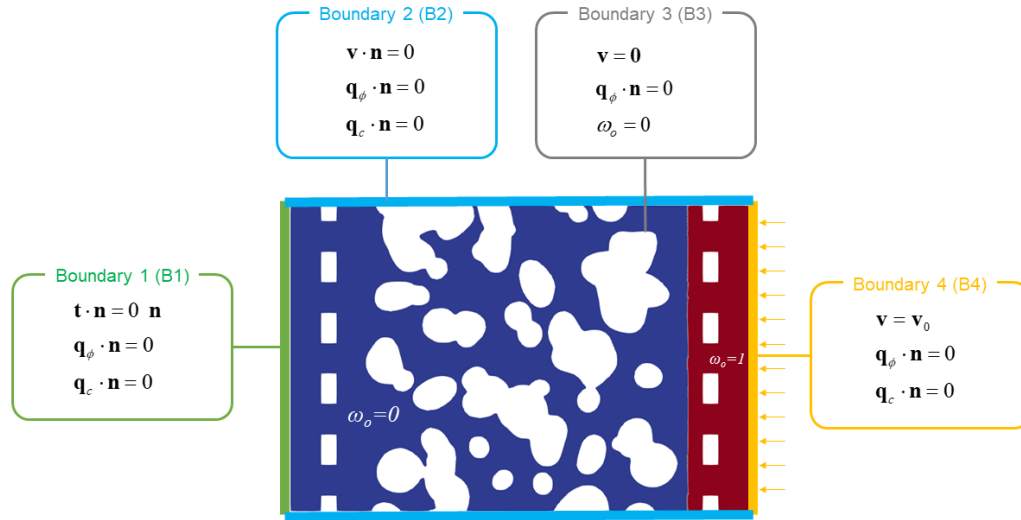 Boundary 2 (B2)
v · n = 0
q_ϕ · n = 0
q_c · n = 0
Boundary 3 (B3)
v = 0
q_ϕ · n = 0
ω_o = 0
Boundary 1 (B1)
t · n = 0 n
q_ϕ · n = 0
q_c · n = 0
ω_o=0
ω_o=1
Boundary 4 (B4)
v = v_0
q_ϕ · n = 0
q_c · n = 0